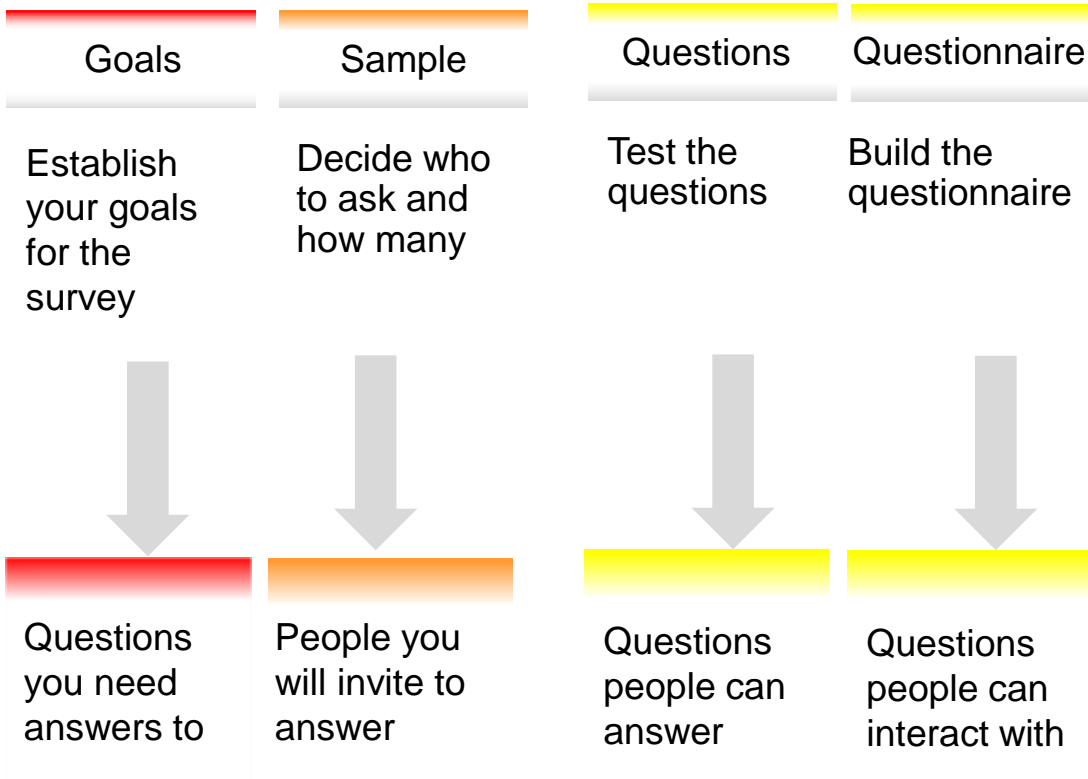 Goals
Sample
Questions
Questionnaire
Establish
your goals
for the
survey
Decide who
to ask and
how many
Test the
questions
Build the
questionnaire
Questions
you need
answers to
People you
will invite to
answer
Questions
people can
answer
Questions
people can
interact with